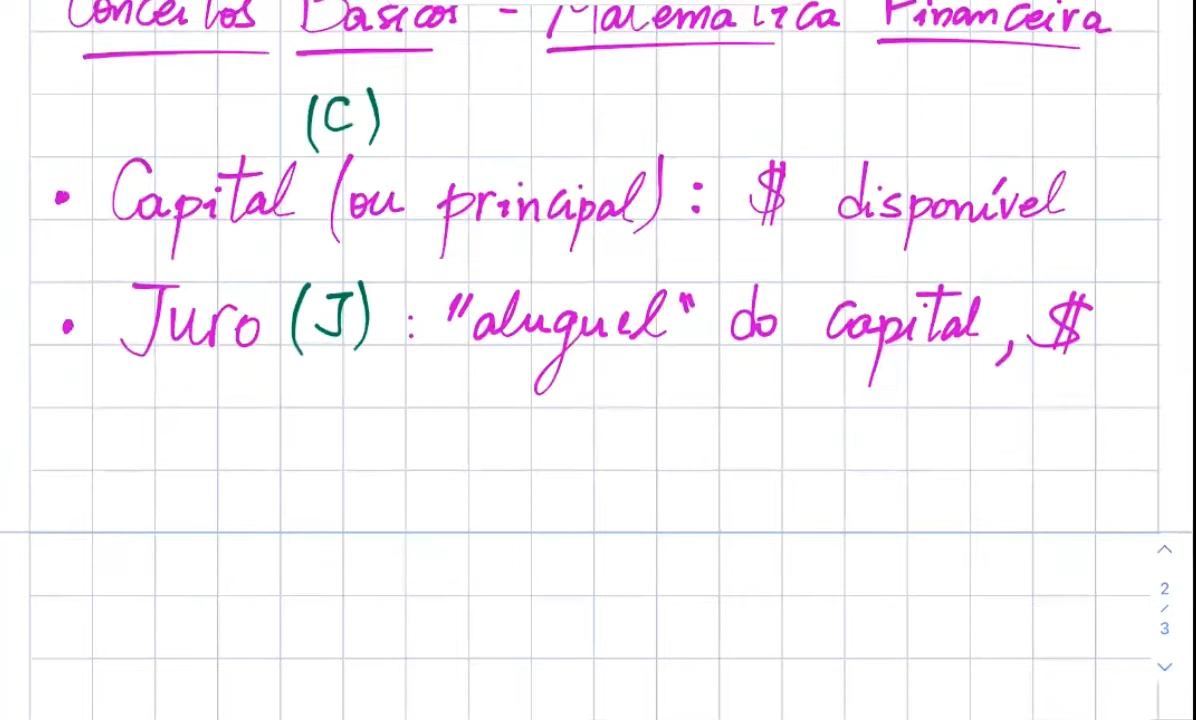 Conceitos Básicos - Matemática Financeira
(C)
• Capital (ou principal): $ disponível
• Juro (J): "aluguel" do capital, $
2
/
3